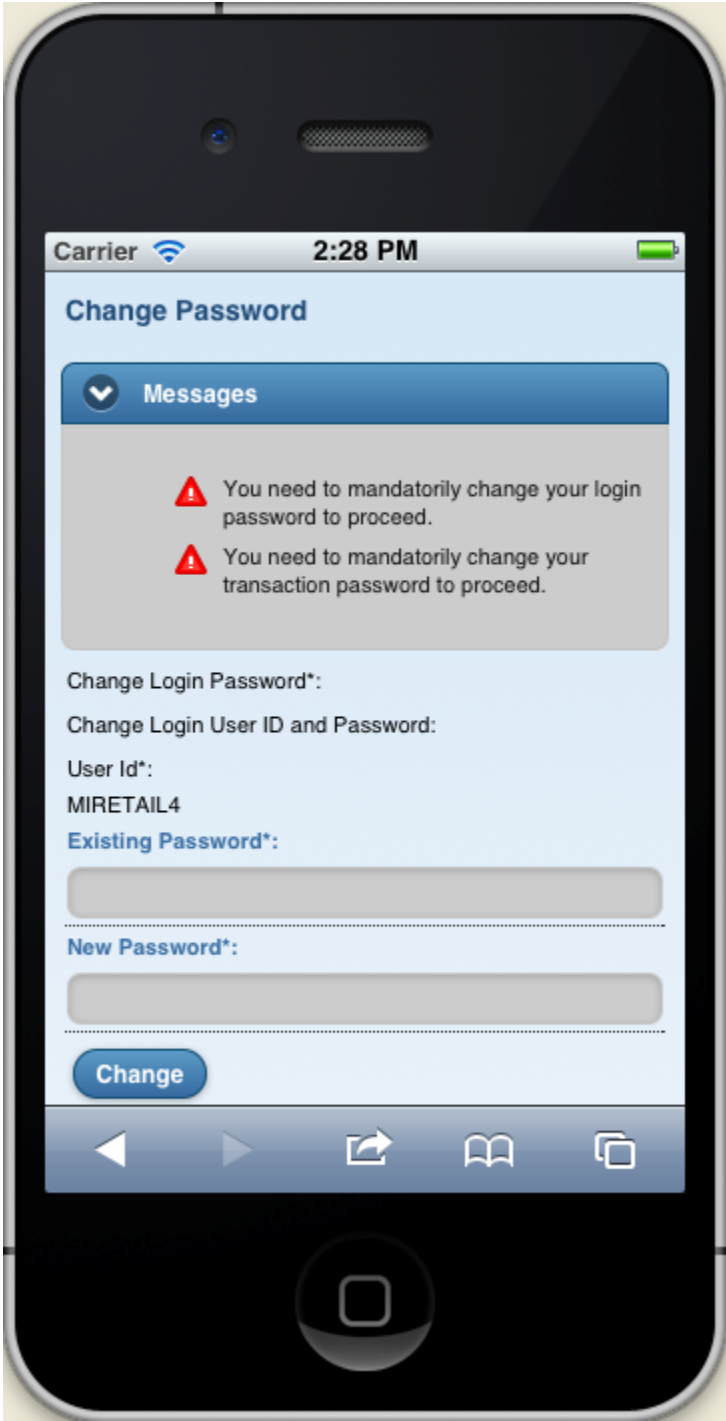 Carrier 2:28 PM
Change Password
Messages
You need to mandatorily change your login
password to proceed.
You need to mandatorily change your
transaction password to proceed.
Change Login Password*:
Change Login User ID and Password:
User Id*:
MIRETAIL4
Existing Password*:
New Password*:
Change